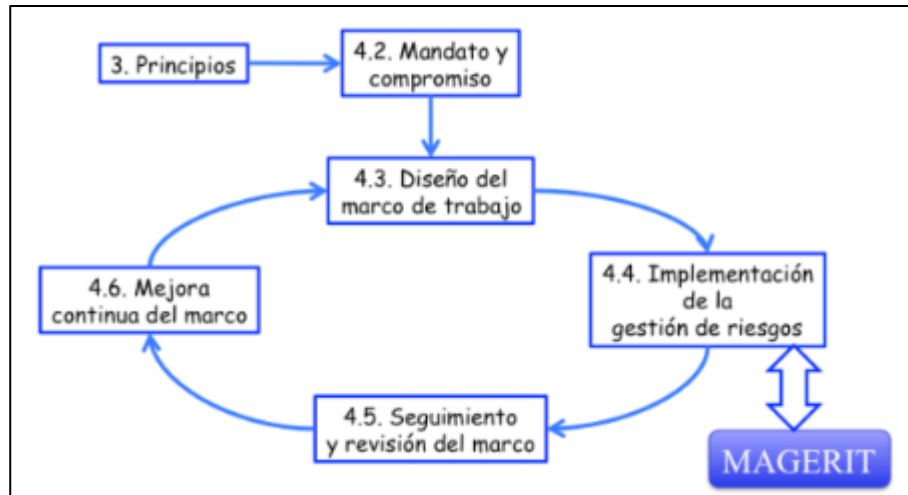 3. Principios
4.2. Mandato y
compromiso
4.3. Diseño del
marco de trabajo
4.4. Implementación
de la
gestión de riesgos
4.6. Mejora
continua del marco
4.5. Seguimiento
y revisión del marco
MAGERIT